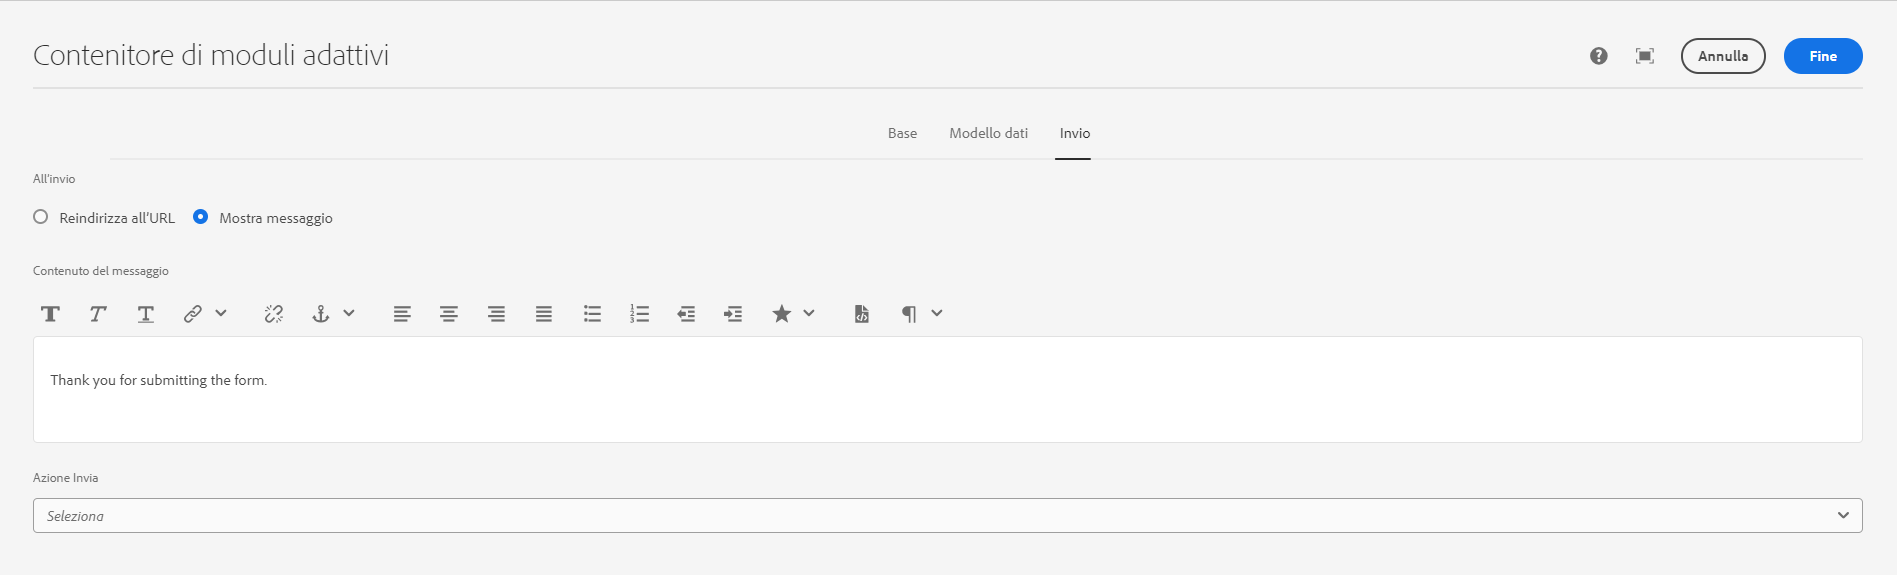 Contenitore di moduli adattivi
Annulla
Fine
Base
Modello dati
Invio
All'invio
Reindirizza all'URL
Mostra messaggio
Contenuto del messaggio
Thank you for submitting the form.
Azione Invia
Seleziona